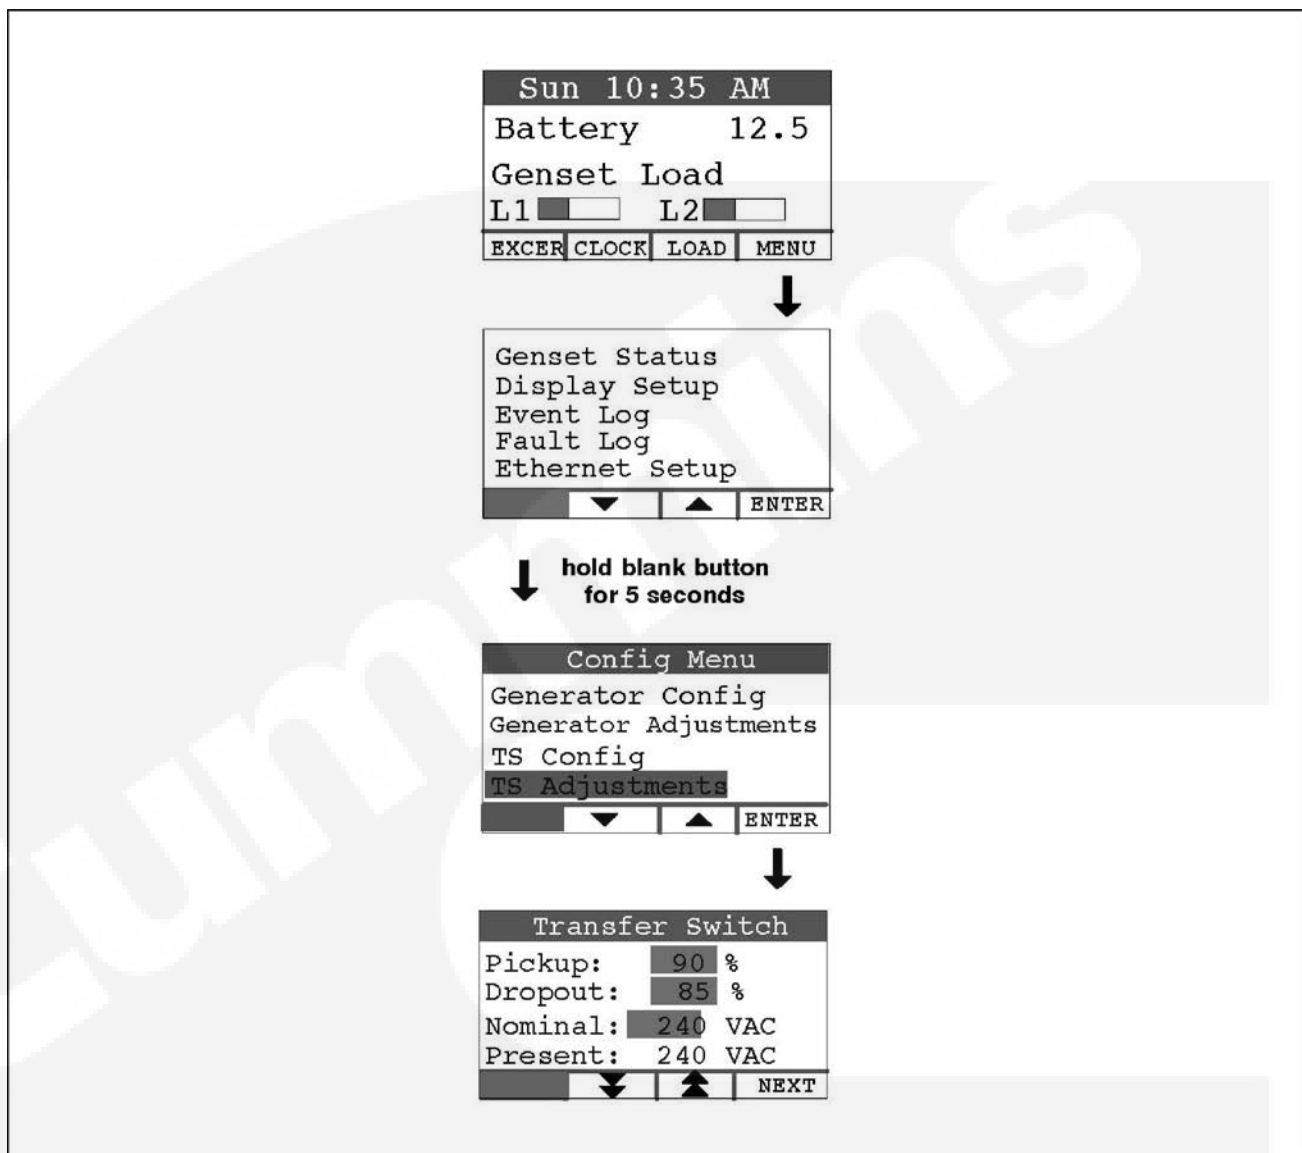 Sun 10:35 AM
Battery 12.5
Genset Load
L1 L2
EXCER CLOCK LOAD MENU
Genset Status
Display Setup
Event Log
Fault Log
Ethernet Setup
ENTER
hold blank button
for 5 seconds
Config Menu
Generator Config
Generator Adjustments
TS Config
TS Adjustments
ENTER
Transfer Switch
Pickup: 90 %
Dropout: 85 %
Nominal: 240 VAC
Present: 240 VAC
NEXT
Cummins